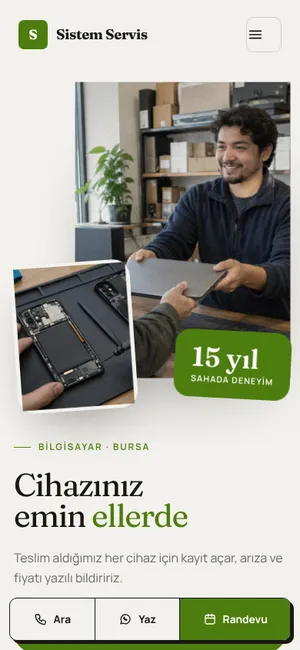 S Sistem Servis
15 yıl
SAHADA DENEYİM
BİLGİSAYAR · BURSA
Cihazınız
emin ellerde
Teslim aldığımız her cihaz için kayıt açar, arıza ve
fiyatı yazılı bildiririz.
Ara Yaz Randevu